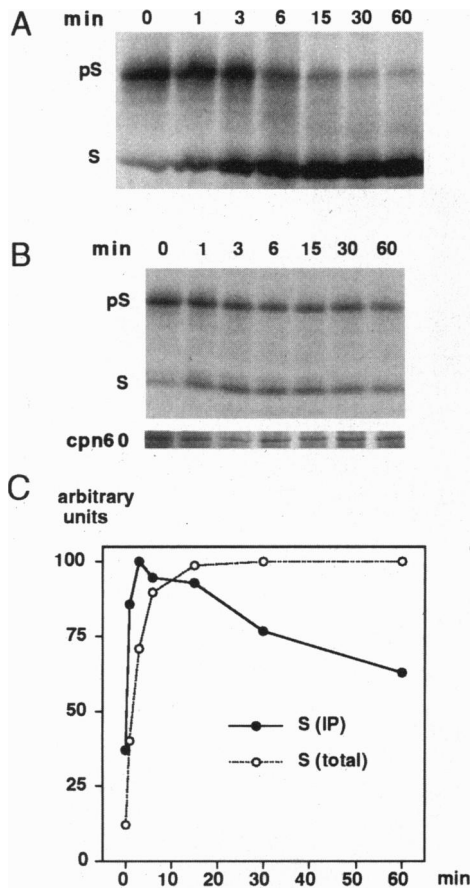 A min 0 1 3 6 15 30 60
pS
S
B min 0 1 3 6 15 30 60
pS
S
cpn60
C
arbitrary
units
100
75
50
25
0
S (IP)
S (total)
0 10 20 30 40 50 60 min